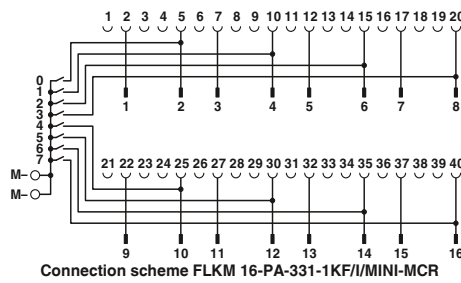 1 2 3 4 5 6 7 8 9 10 11 12 13 14 15 16 17 18 19 20
0
1
2
3
4
5
6
7
M-
M-
1 2 3 4 5 6 7 8
21 22 23 24 25 26 27 28 29 30 31 32 33 34 35 36 37 38 39 40
9 10 11 12 13 14 15 16
Connection scheme FLKM 16-PA-331-1KF/I/MINI-MCR